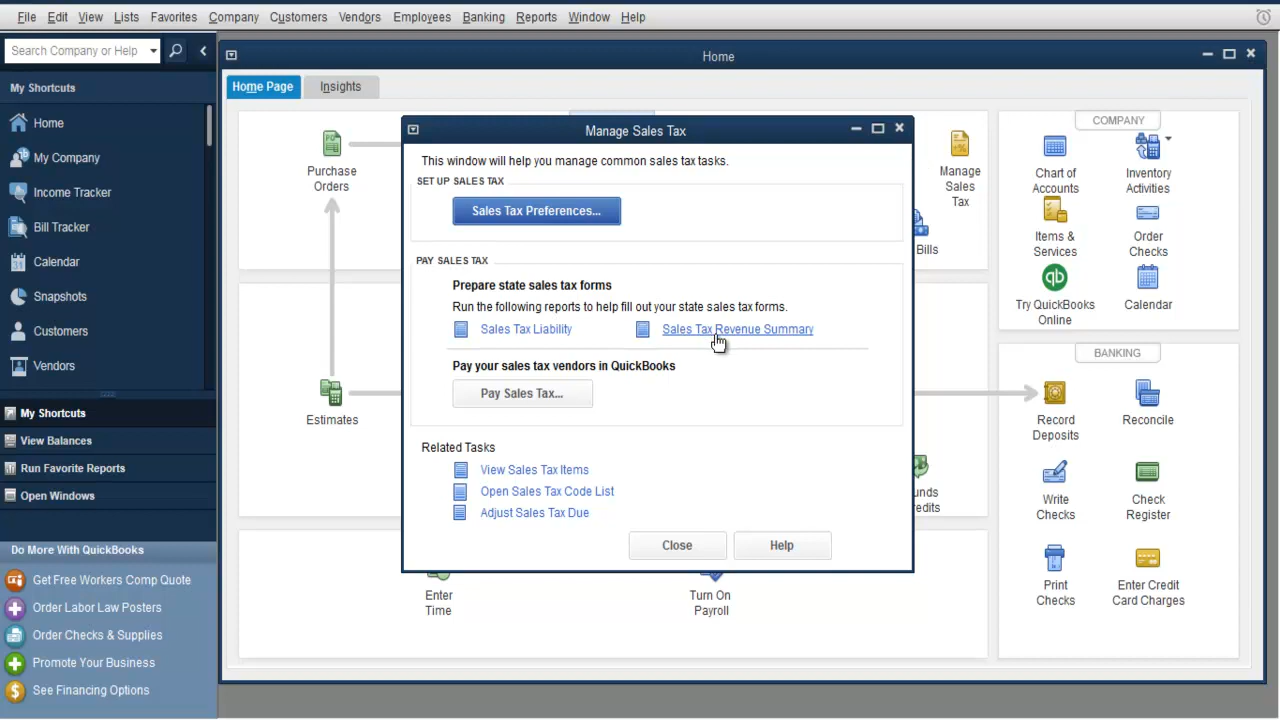 File Edit View Lists Favorites Company Customers Vendors Employees Banking Reports Window Help
Search Company or Help
My Shortcuts
Home
My Company
Income Tracker
Bill Tracker
Calendar
Snapshots
Customers
Vendors
My Shortcuts
View Balances
Run Favorite Reports
Open Windows
Do More With QuickBooks
Get Free Workers Comp Quote
Order Labor Law Posters
Order Checks & Supplies
Promote Your Business
See Financing Options
Home
Home Page Insights
Purchase
Orders
Estimates
Enter
Time
Turn On
Payroll
Manage
Sales
Tax
Bills
Manage Sales Tax
This window will help you manage common sales tax tasks.
SET UP SALES TAX
Sales Tax Preferences...
PAY SALES TAX
Prepare state sales tax forms
Run the following reports to help fill out your state sales tax forms.
Sales Tax Liability Sales Tax Revenue Summary
Pay your sales tax vendors in QuickBooks
Pay Sales Tax...
Related Tasks
View Sales Tax Items
Open Sales Tax Code List
Adjust Sales Tax Due
Close Help
unds
redits
COMPANY
Chart of
Accounts
Inventory
Activities
Items &
Services
Order
Checks
qb
Try QuickBooks
Online
Calendar
BANKING
Record
Deposits
Reconcile
Write
Checks
Check
Register
Print
Checks
Enter Credit
Card Charges